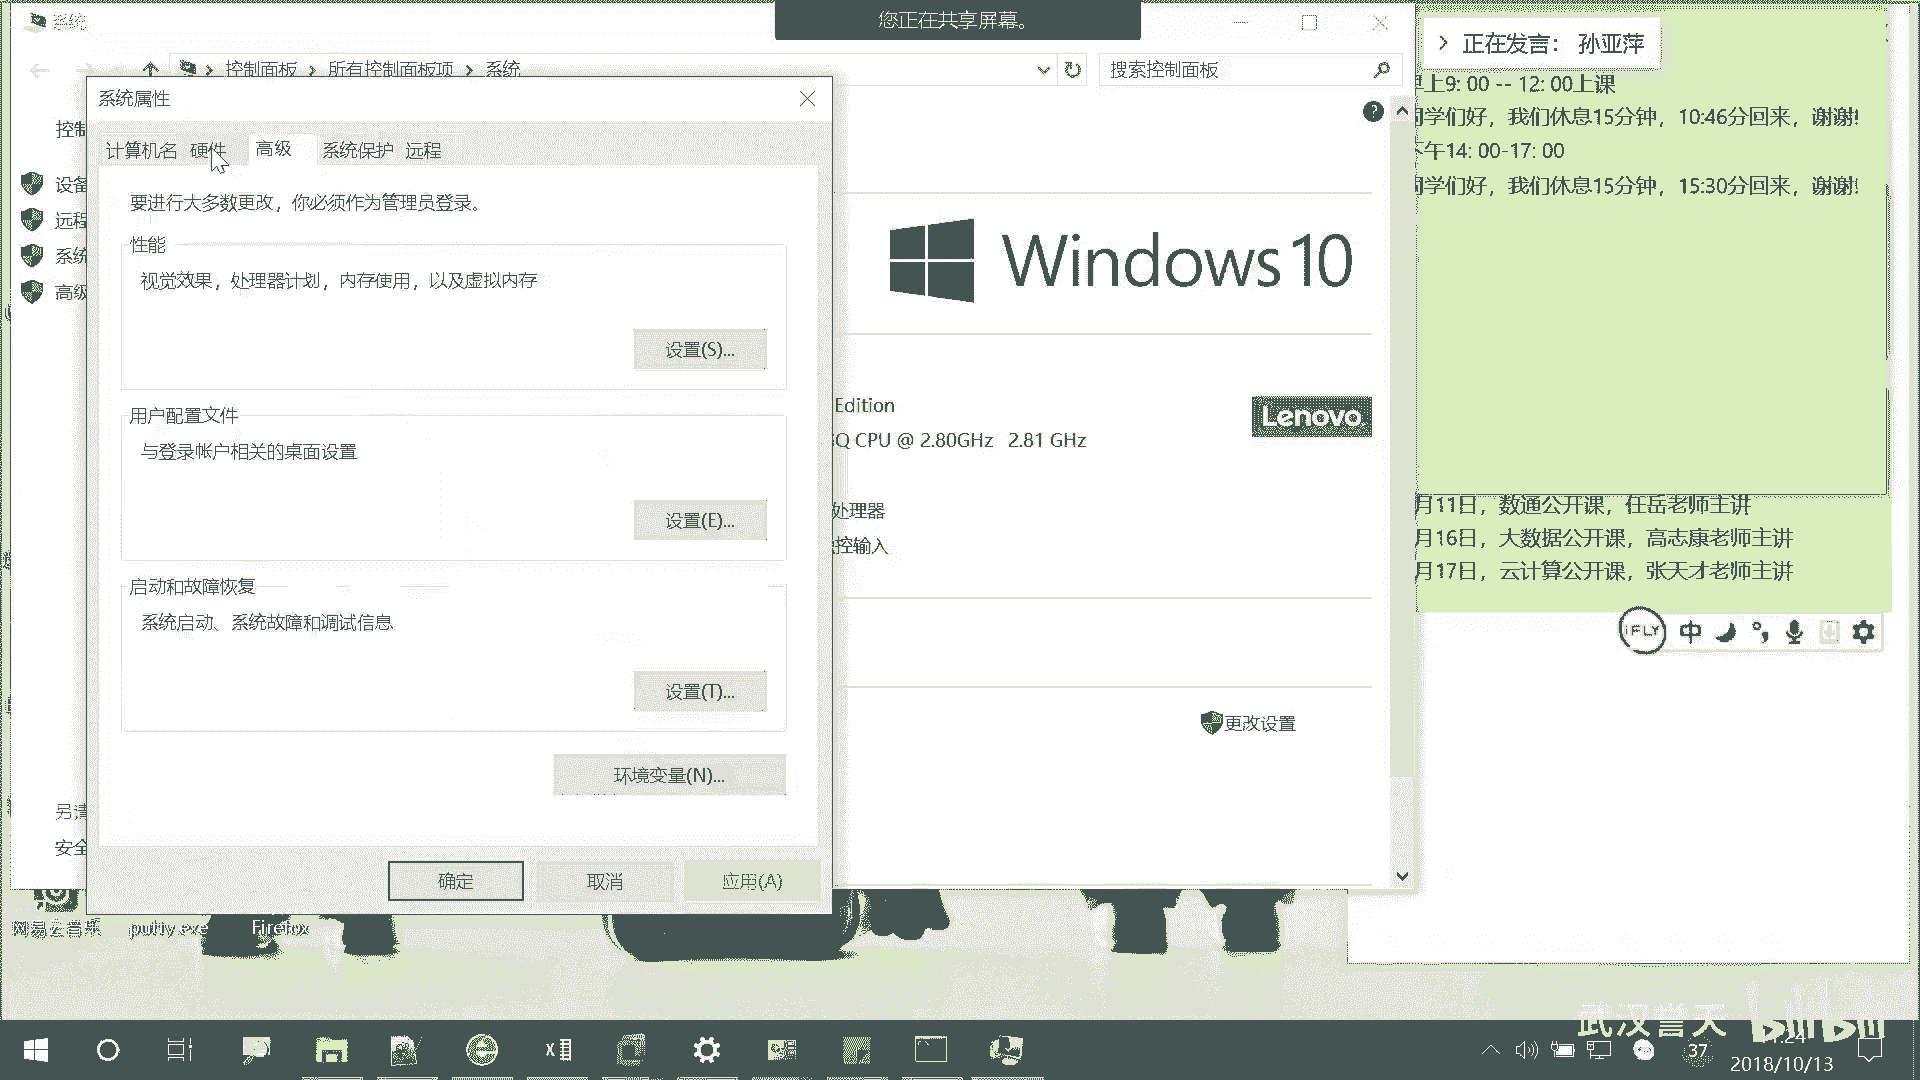 系统
您正在共享屏幕。
正在发言： 孙亚萍
控制面板 所有控制面板项 系统
搜索控制面板
上9: 00 -- 12: 00上课
学们好，我们休息15分钟，10:46分回来，谢谢!
午14: 00-17: 00
学们好，我们休息15分钟，15:30分回来，谢谢!
系统属性
控制
设备
远程
系统
高级
计算机名 硬件 高级 系统保护 远程
要进行大多数更改，你必须作为管理员登录。
性能
视觉效果，处理器计划，内存使用，以及虚拟内存
设置(S)...
用户配置文件
与登录帐户相关的桌面设置
设置(E)...
启动和故障恢复
系统启动、系统故障和调试信息
设置(T)...
环境变量(N)...
确定 取消 应用(A)
另请
安全
Windows 10
Edition
Lenovo
Q CPU @ 2.80GHz 2.81 GHz
处理器
控输入
更改设置
月11日，数通公开课，任岳老师主讲
月16日，大数据公开课，高志康老师主讲
月17日，云计算公开课，张天才老师主讲
iFLY 中
网易云音乐 putty.exe Firefox
武汉誉天 bilibili
37
:24
2018/10/13